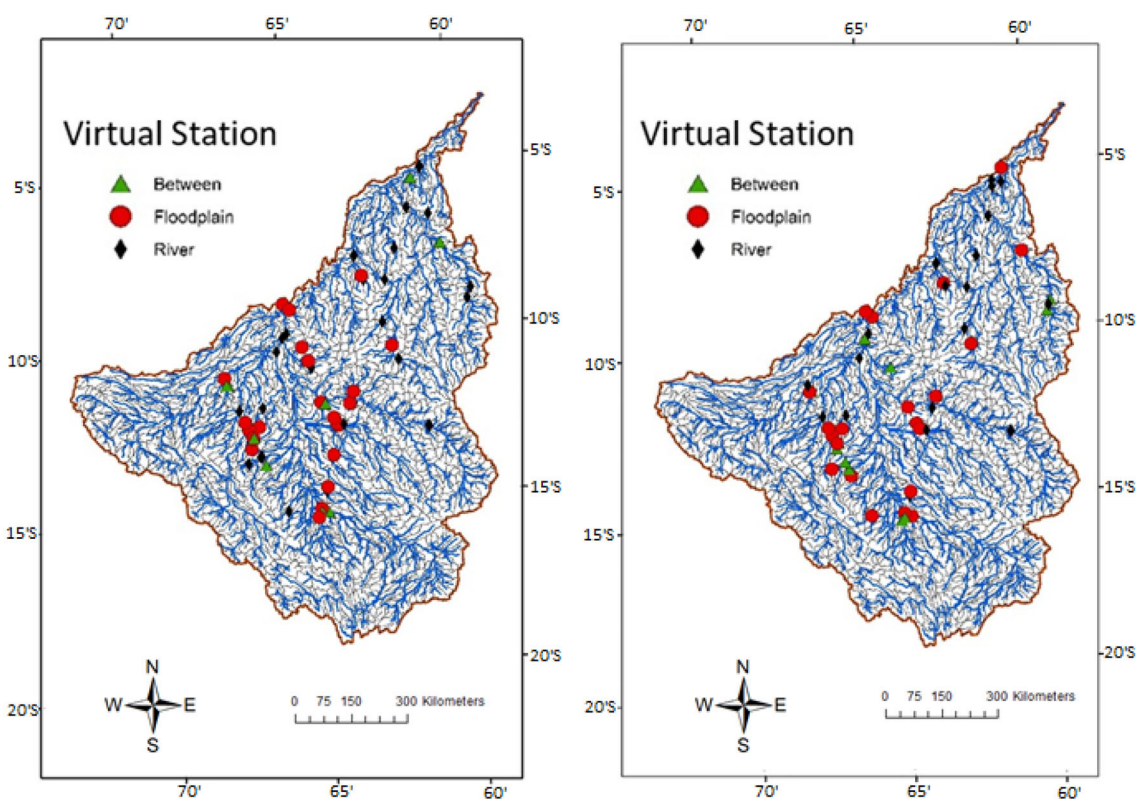 70' 65' 60'
70' 65' 60'
Virtual Station
Between
Floodplain
River
5'S
10'S
15'S
20'S
5'S
10'S
15'S
20'S
N
W E
S
0 75 150 300 Kilometers
70' 65' 60'
Virtual Station
Between
Floodplain
River
5'S
10'S
15'S
20'S
5'S
10'S
15'S
20'S
N
W E
S
0 75 150 300 Kilometers
70' 65' 60'